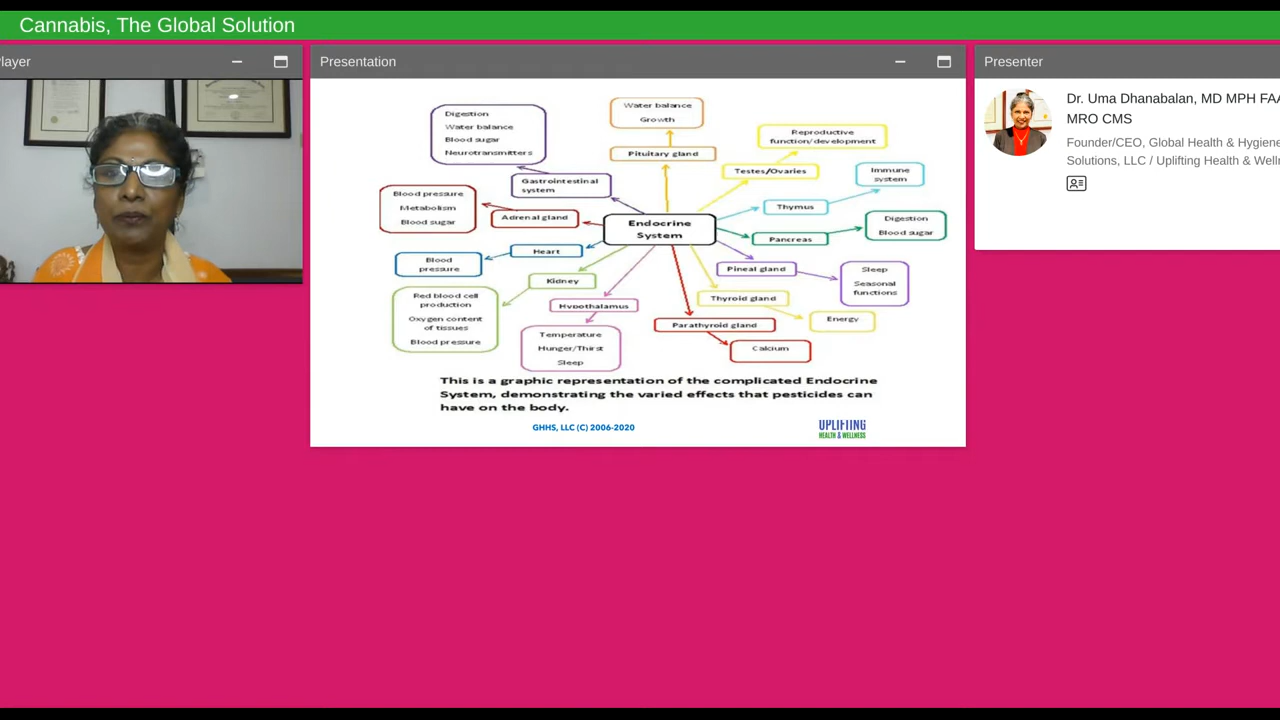 Cannabis, The Global Solution
layer
Presentation
Presenter
Dr. Uma Dhanabalan, MD MPH FAA
MRO CMS
Founder/CEO, Global Health & Hygiene
Solutions, LLC / Uplifting Health & Well
Digestion
Water balance
Blood sugar
Neurotransmitters
Water balance
Growth
Pituitary gland
Reproductive
function/development
Testes/Ovaries
Immune
system
Gastrointestinal
system
Blood pressure
Metabolism
Blood sugar
Adrenal gland
Thymus
Endocrine
System
Digestion
Blood sugar
Pancreas
Heart
Blood
pressure
Pineal gland
Sleep
Seasonal
functions
Kidney
Red blood cell
production
Oxygen content
of tissues
Blood pressure
Hypothalamus
Temperature
Hunger/Thirst
Sleep
Thyroid gland
Energy
Parathyroid gland
Calcium
This is a graphic representation of the complicated Endocrine
System, demonstrating the varied effects that pesticides can
have on the body.
GHHS, LLC (C) 2006-2020
UPLIFTING
HEALTH & WELLNESS